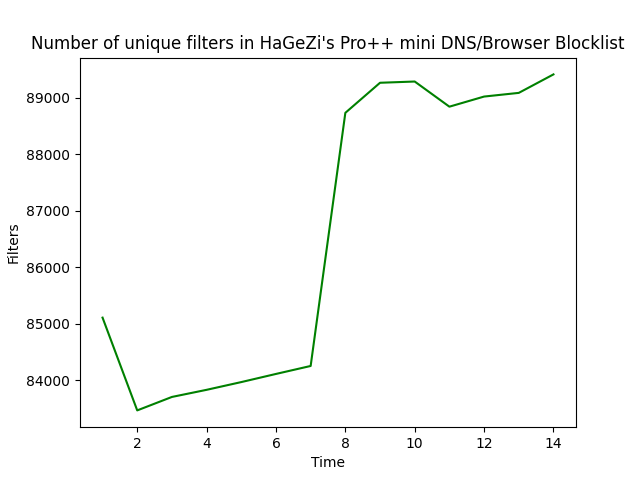 Number of unique filters in HaGeZi's Pro++ mini DNS/Browser Blocklist
89000
88000
87000
86000
85000
84000
Filters
2 4 6 8 10 12 14
Time